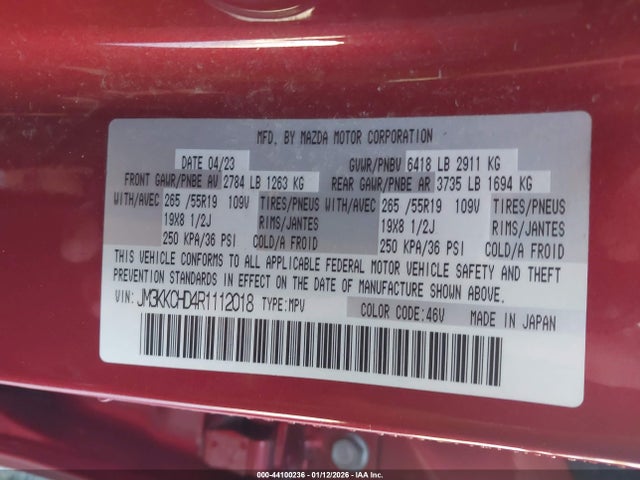 MFD. BY MAZDA MOTOR CORPORATION
DATE 04/23 GVWR/PNBV 6418 LB 2911 KG
FRONT GAWR/PNBE AV 2784 LB 1263 KG REAR GAWR/PNBE AR 3735 LB 1694 KG
WITH/AVEC 265 /55R19 109V TIRES/PNEUS WITH/AVEC 265 /55R19 109V TIRES/PNEUS
19X8 1/2J RIMS/JANTES 19X8 1/2J RIMS/JANTES
250 KPA/36 PSI COLD/A FROID 250 KPA/36 PSI COLD/A FROID
THIS VEHICLE CONFORMS TO ALL APPLICABLE FEDERAL MOTOR VEHICLE SAFETY AND THEFT
PREVENTION STANDARDS IN EFFECT ON THE DATE OF MANUFACTURE SHOWN ABOVE.
VIN: JM3KKCHD4R1112018 TYPE:MPV COLOR CODE:46V MADE IN JAPAN
000-44100236 - 01/12/2026 - IAA Inc.